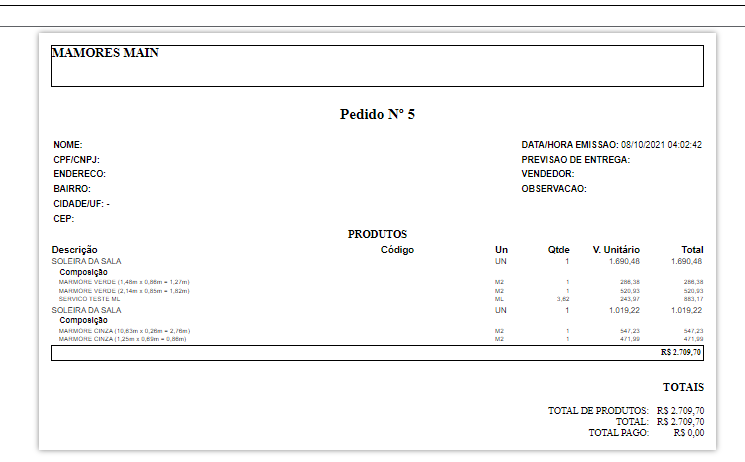 MAMORES MAIN
Pedido N° 5
NOME: DATA/HORA EMISSAO: 08/10/2021 04:02:42
CPF/CNPJ: PREVISAO DE ENTREGA:
ENDERECO: VENDEDOR:
BAIRRO: OBSERVACAO:
CIDADE/UF: -
CEP:
PRODUTOS
Descrição Código Un Qtde V. Unitário Total
SOLEIRA DA SALA UN 1 1.690,48 1.690,48
Composição
MARMORE VERDE (1,48m x 0,86m = 1,27m) M2 1 286,38 286,38
MARMORE VERDE (2,14m x 0,85m = 1,82m) M2 1 520,93 520,93
SERVICO TESTE ML ML 3,62 243,97 883,17
SOLEIRA DA SALA UN 1 1.019,22 1.019,22
Composição
MARMORE CINZA (10,63m x 0,26m = 2,76m) M2 1 547,23 547,23
MARMORE CINZA (1,25m x 0,69m = 0,86m) M2 1 471,99 471,99
R$ 2.709,70
TOTAIS
TOTAL DE PRODUTOS: R$ 2.709,70
TOTAL: R$ 2.709,70
TOTAL PAGO: R$ 0,00